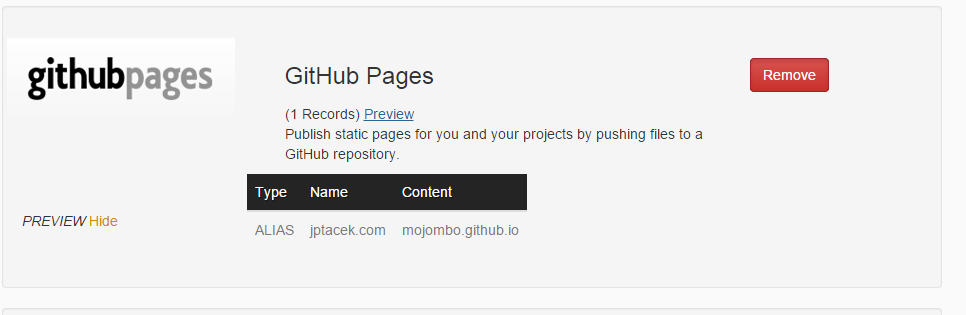 githubpages
GitHub Pages
Remove
(1 Records) Preview
Publish static pages for you and your projects by pushing files to a
GitHub repository.
Type Name Content
PREVIEW Hide
ALIAS jptacek.com mojombo.github.io